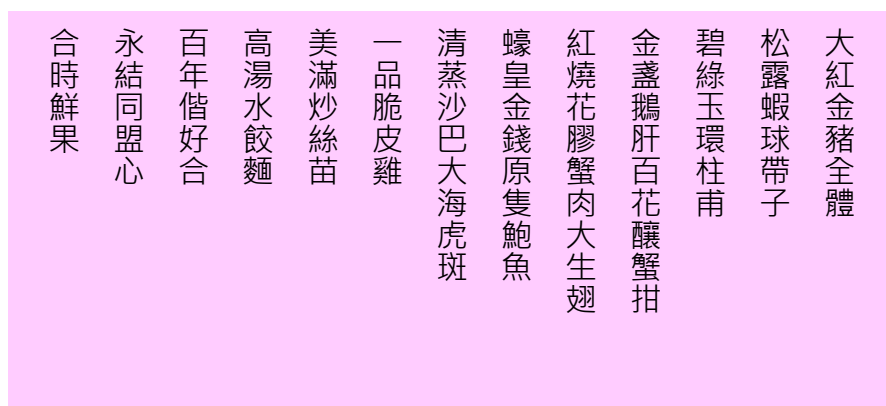 大紅金豬全體
松露蝦球帶子
碧綠玉環柱甫
金盞鵝肝百花釀蟹拑
紅燒花膠蟹肉大生翅
蠔皇金錢原隻鮑魚
清蒸沙巴大海虎斑
一品脆皮雞
美滿炒絲苗
高湯水餃麵
百年偕好合
永結同盟心
合時鮮果